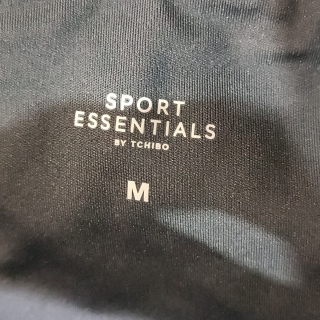 SPORT
ESSENTIALS
BY TCHIBO
M